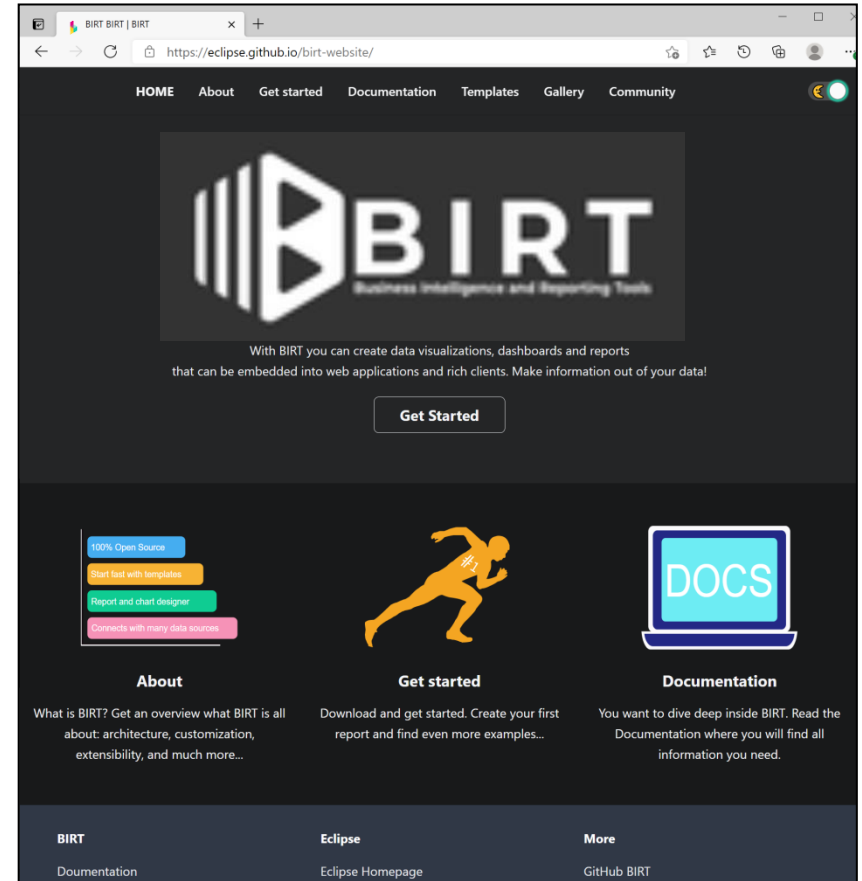 BIRT BIRT | BIRT
https://eclipse.github.io/birt-website/
HOME About Get started Documentation Templates Gallery Community
BIRT
Business Intelligence and Reporting Tools
With BIRT you can create data visualizations, dashboards and reports
that can be embedded into web applications and rich clients. Make information out of your data!
Get Started
100% Open Source
Start fast with templates
Report and chart designer
Connects with many data sources
#1
DOCS
About
What is BIRT? Get an overview what BIRT is all
about: architecture, customization,
extensibility, and much more...
Get started
Download and get started. Create your first
report and find even more examples...
Documentation
You want to dive deep inside BIRT. Read the
Documentation where you will find all
information you need.
BIRT Eclipse More
Doumentation Eclipse Homepage GitHub BIRT